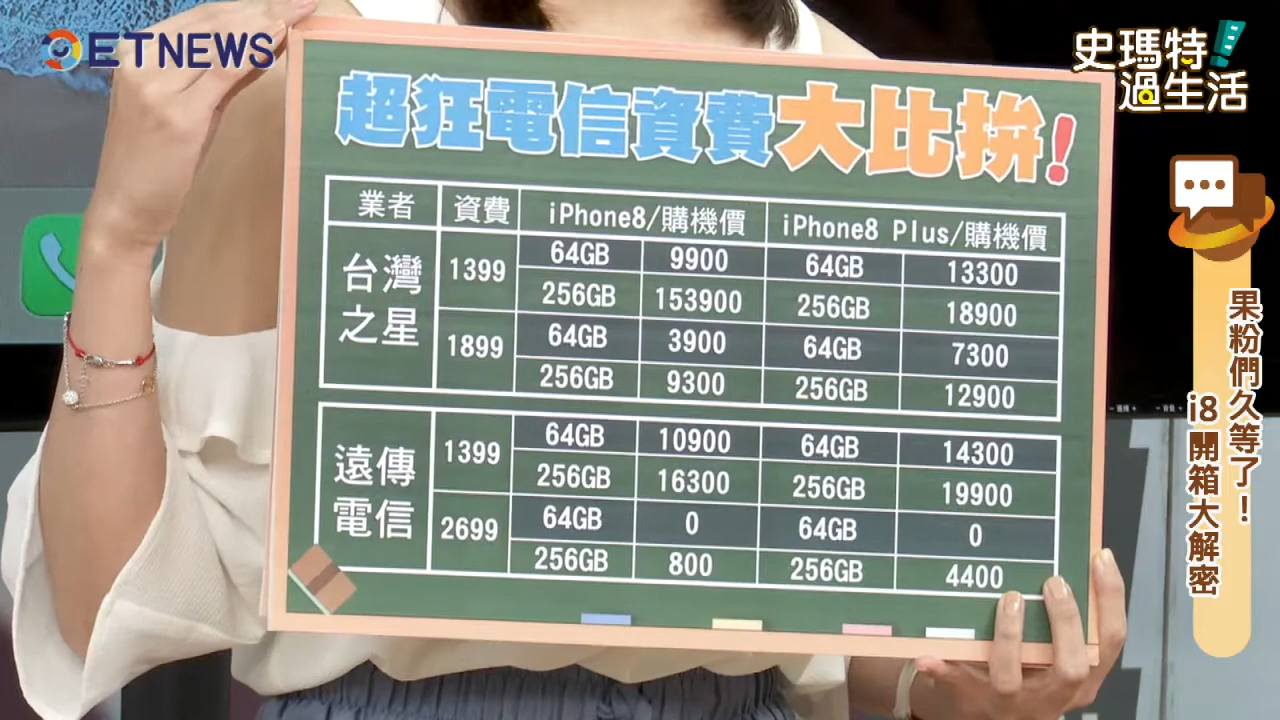 ETNEWS
史瑪特!
過生活
超狂電信資費大比拚!
業者 資費 iPhone8/購機價 iPhone8 Plus/購機價
台灣之星 1399 64GB 9900 64GB 13300
256GB 153900 256GB 18900
1899 64GB 3900 64GB 7300
256GB 9300 256GB 12900
遠傳電信 1399 64GB 10900 64GB 14300
256GB 16300 256GB 19900
2699 64GB 0 64GB 0
256GB 800 256GB 4400
果粉們久等了!
i8 開箱大解密